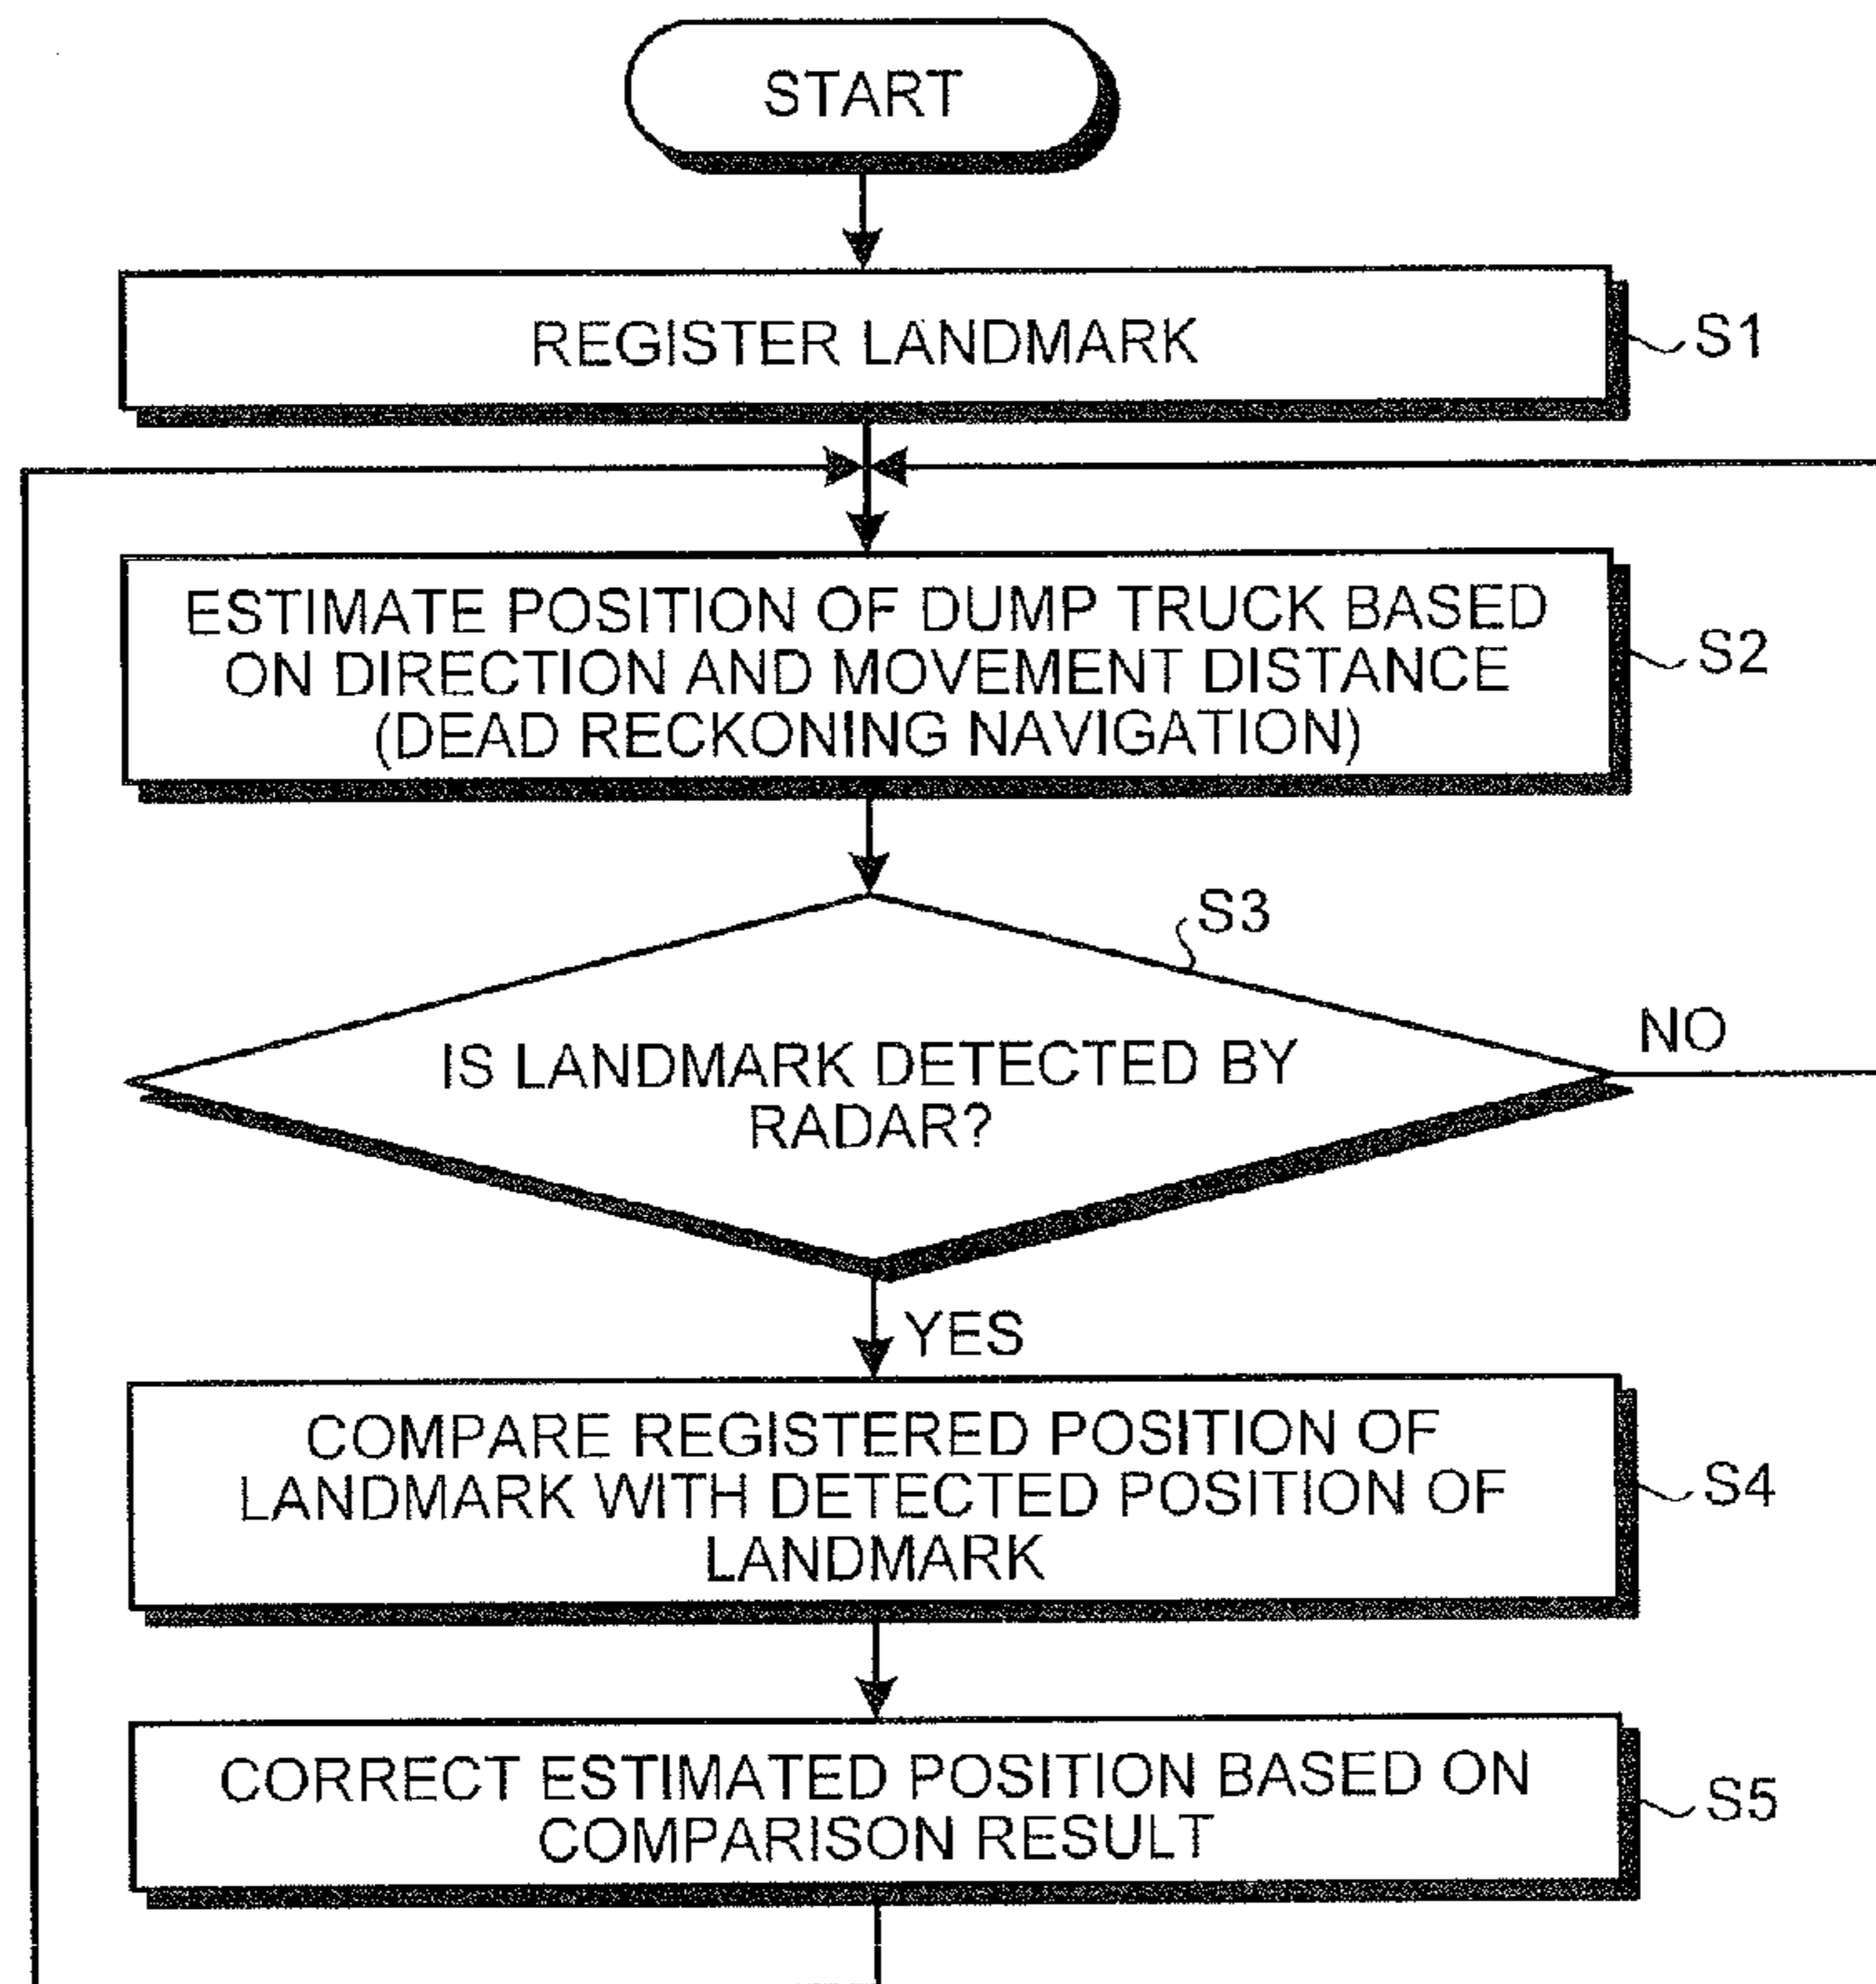 START
REGISTER LANDMARK
S1
ESTIMATE POSITION OF DUMP TRUCK BASED
ON DIRECTION AND MOVEMENT DISTANCE
(DEAD RECKONING NAVIGATION)
S2
S3
IS LANDMARK DETECTED BY
RADAR?
NO
YES
COMPARE REGISTERED POSITION OF
LANDMARK WITH DETECTED POSITION OF
LANDMARK
S4
CORRECT ESTIMATED POSITION BASED ON
COMPARISON RESULT
S5